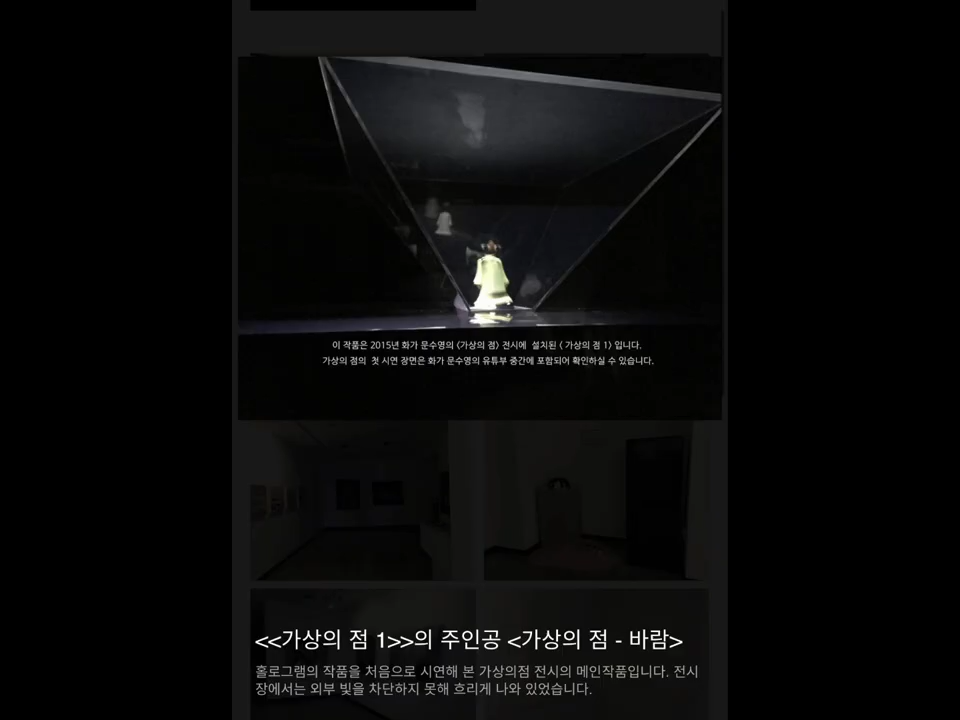 이 작품은 2015년 화가 문수영의 <가상의 점> 전시에 설치된 < 가상의 점 1> 입니다.
가상의 점의 첫 시연 장면은 화가 문수영의 유튜부 중간에 포함되어 확인하실 수 있습니다.
<<가상의 점 1>>의 주인공 <가상의 점 - 바람>
홀로그램의 작품을 처음으로 시연해 본 가상의점 전시의 메인작품입니다. 전시
장에서는 외부 빛을 차단하지 못해 흐리게 나와 있었습니다.